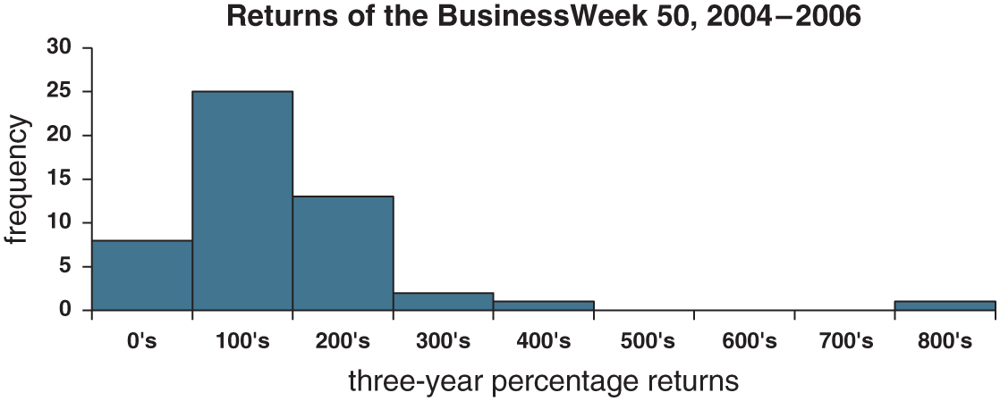 Returns of the BusinessWeek 50, 2004–2006
frequency
30
25
20
15
10
5
0
0's 100's 200's 300's 400's 500's 600's 700's 800's
three-year percentage returns